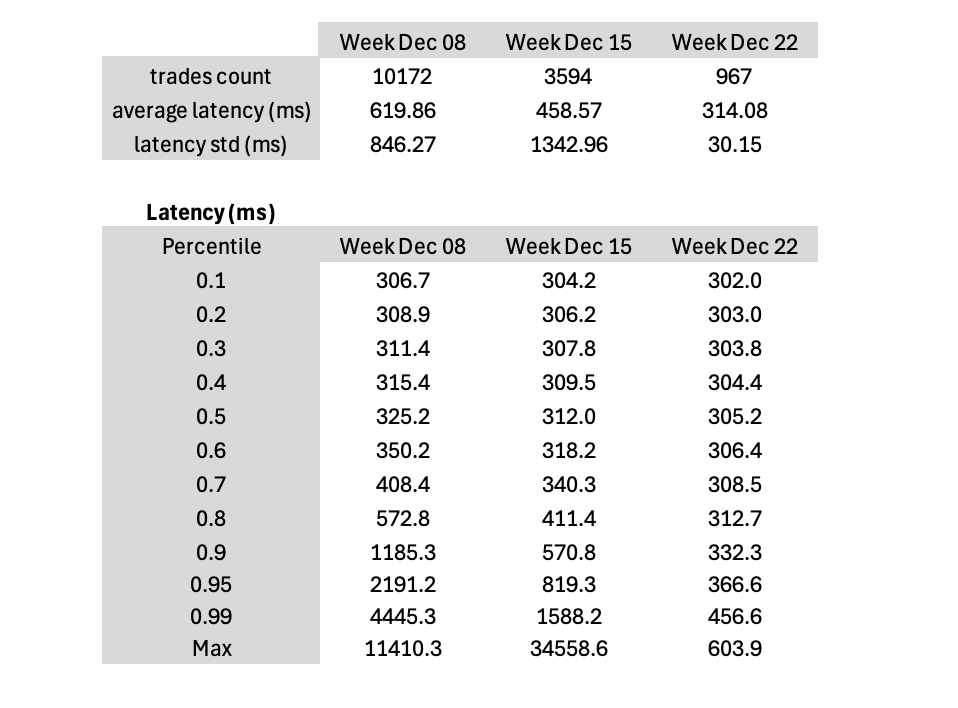 Week Dec 08 Week Dec 15 Week Dec 22
trades count 10172 3594 967
average latency (ms) 619.86 458.57 314.08
latency std (ms) 846.27 1342.96 30.15
Latency (ms)
Percentile Week Dec 08 Week Dec 15 Week Dec 22
0.1 306.7 304.2 302.0
0.2 308.9 306.2 303.0
0.3 311.4 307.8 303.8
0.4 315.4 309.5 304.4
0.5 325.2 312.0 305.2
0.6 350.2 318.2 306.4
0.7 408.4 340.3 308.5
0.8 572.8 411.4 312.7
0.9 1185.3 570.8 332.3
0.95 2191.2 819.3 366.6
0.99 4445.3 1588.2 456.6
Max 11410.3 34558.6 603.9